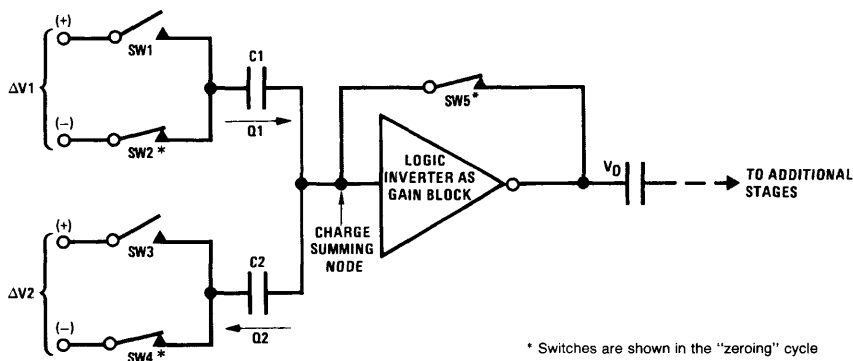 (+)
SW1
ΔV1
(−)
SW2 *
C1
Q1
SW5*
LOGIC
INVERTER AS
GAIN BLOCK
VD
TO ADDITIONAL
STAGES
CHARGE
SUMMING
NODE
(+)
SW3
ΔV2
(−)
SW4 *
C2
Q2
* Switches are shown in the "zeroing" cycle